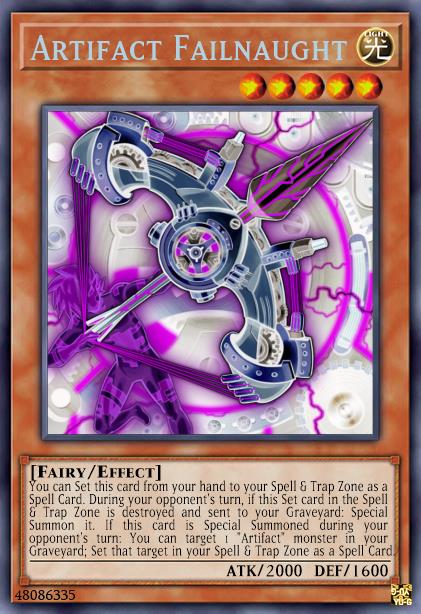 ARTIFACT FAILNAUGHT
LIGHT
光
[FAIRY/EFFECT]
You can Set this card from your hand to your Spell & Trap Zone as a
Spell Card. During your opponent's turn, if this Set card in the Spell
& Trap Zone is destroyed and sent to your Graveyard: Special
Summon it. If this card is Special Summoned during your
opponent's turn: You can target 1 "Artifact" monster in your
Graveyard; Set that target in your Spell & Trap Zone as a Spell Card.
ATK/2000 DEF/1600
48086335